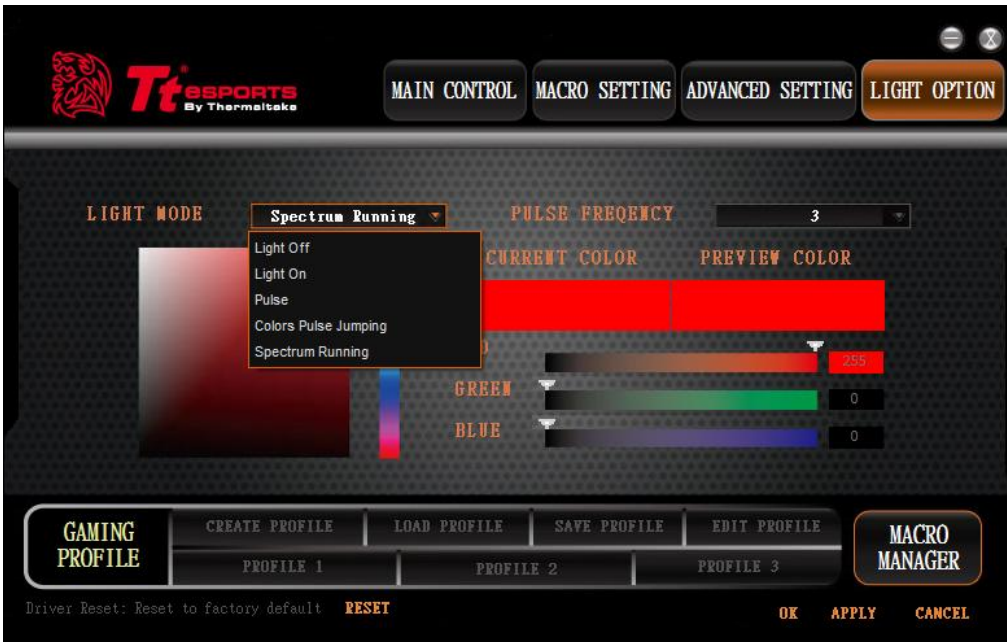 Tt esports
By Thermaltake
MAIN CONTROL
MACRO SETTING
ADVANCED SETTING
LIGHT OPTION
LIGHT MODE
Spectrum Running
PULSE FREQENCY
3
Light Off
Light On
Pulse
Colors Pulse Jumping
Spectrum Running
CURRENT COLOR
PREVIEW COLOR
255
GREEN
0
BLUE
0
GAMING
PROFILE
CREATE PROFILE
LOAD PROFILE
SAVE PROFILE
EDIT PROFILE
PROFILE 1
PROFILE 2
PROFILE 3
MACRO
MANAGER
Driver Reset: Reset to factory default
RESET
OK
APPLY
CANCEL